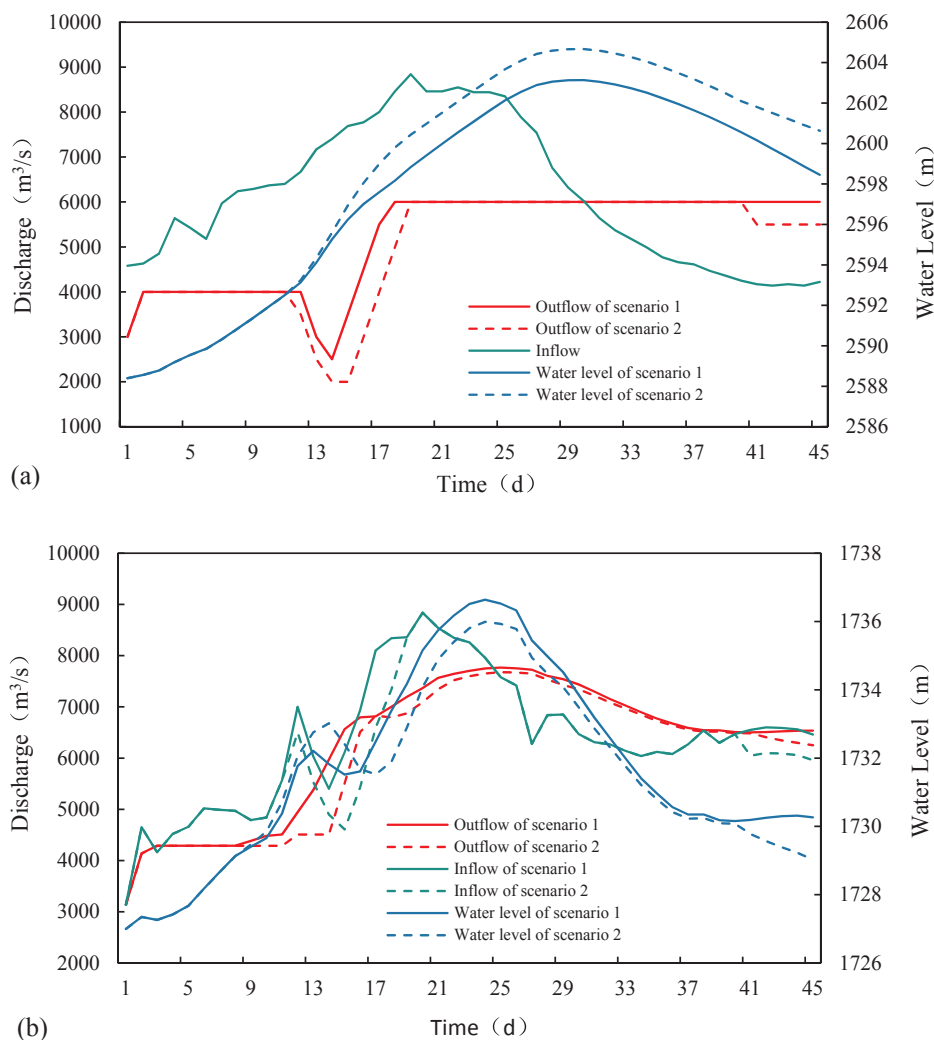 10000
9000
8000
7000
6000
5000
4000
3000
2000
1000
Discharge（m³/s）
2606
2604
2602
2600
2598
2596
2594
2592
2590
2588
2586
Water Level（m）
Outflow of scenario 1
Outflow of scenario 2
Inflow
Water level of scenario 1
Water level of scenario 2
1 5 9 13 17 21 25 29 33 37 41 45
Time（d）
(a)
10000
9000
8000
7000
6000
5000
4000
3000
2000
Discharge（m³/s）
1738
1736
1734
1732
1730
1728
1726
Water Level（m）
Outflow of scenario 1
Outflow of scenario 2
Inflow of scenario 1
Inflow of scenario 2
Water level of scenario 1
Water level of scenario 2
1 5 9 13 17 21 25 29 33 37 41 45
Time（d）
(b)